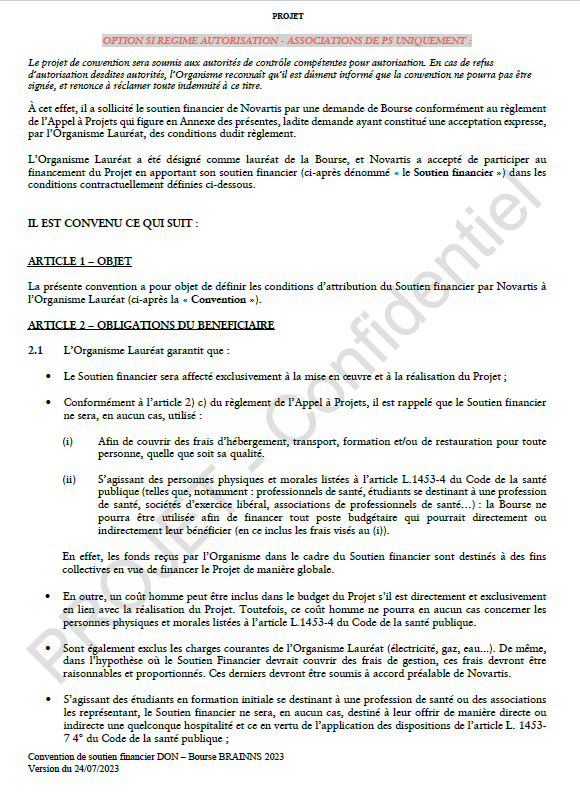 PROJET
OPTION SI REGIME AUTORISATION - ASSOCIATIONS DE PS UNIQUEMENT :
Le projet de convention sera soumis aux autorités de contrôle compétentes pour autorisation. En cas de refus
d'autorisation desdites autorités, l'Organisme reconnaît qu'il est dûment informé que la convention ne pourra pas être
signée, et renonce à réclamer toute indemnité à ce titre.
À cet effet, il a sollicité le soutien financier de Novartis par une demande de Bourse conformément au règlement
de l'Appel à Projets qui figure en Annexe des présentes, ladite demande ayant constitué une acceptation expresse,
par l'Organisme Lauréat, des conditions dudit règlement.
L'Organisme Lauréat a été désigné comme lauréat de la Bourse, et Novartis a accepté de participer au
financement du Projet en apportant son soutien financier (ci-après dénommé « le Soutien financier ») dans les
conditions contractuellement définies ci-dessous.
IL EST CONVENU CE QUI SUIT :
ARTICLE 1 – OBJET
La présente convention a pour objet de définir les conditions d'attribution du Soutien financier par Novartis à
l'Organisme Lauréat (ci-après la « Convention »).
ARTICLE 2 – OBLIGATIONS DU BENEFICIAIRE
2.1 L'Organisme Lauréat garantit que :
• Le Soutien financier sera affecté exclusivement à la mise en œuvre et à la réalisation du Projet ;
• Conformément à l'article 2) c) du règlement de l'Appel à Projets, il est rappelé que le Soutien financier
ne sera, en aucun cas, utilisé :
(i) Afin de couvrir des frais d'hébergement, transport, formation et/ou de restauration pour toute
personne, quelle que soit sa qualité.
(ii) S'agissant des personnes physiques et morales listées à l'article L.1453-4 du Code de la santé
publique (telles que, notamment : professionnels de santé, étudiants se destinant à une profession
de santé, sociétés d'exercice libéral, associations de professionnels de santé…) : la Bourse ne
pourra être utilisée afin de financer tout poste budgétaire qui pourrait directement ou
indirectement leur bénéficier (en ce inclus les frais visés au (i)).
En effet, les fonds reçus par l'Organisme dans le cadre du Soutien financier sont destinés à des fins
collectives en vue de financer le Projet de manière globale.
• En outre, un coût homme peut être inclus dans le budget du Projet s'il est directement et exclusivement
en lien avec la réalisation du Projet. Toutefois, ce coût homme ne pourra en aucun cas concerner les
personnes physiques et morales listées à l'article L.1453-4 du Code de la santé publique.
• Sont également exclus les charges courantes de l'Organisme Lauréat (électricité, gaz, eau...). De même,
dans l'hypothèse où le Soutien Financier devrait couvrir des frais de gestion, ces frais devront être
raisonnables et proportionnés. Ces derniers devront être soumis à accord préalable de Novartis.
• S'agissant des étudiants en formation initiale se destinant à une profession de santé ou des associations
les représentant, le Soutien financier ne sera, en aucun cas, destiné à leur offrir de manière directe ou
indirecte une quelconque hospitalité et ce en vertu de l'application des dispositions de l'article L. 1453-
7 4° du Code de la santé publique ;
Convention de soutien financier DON – Bourse BRAINNS 2023
Version du 24/07/2023
PROJET – Confidentiel